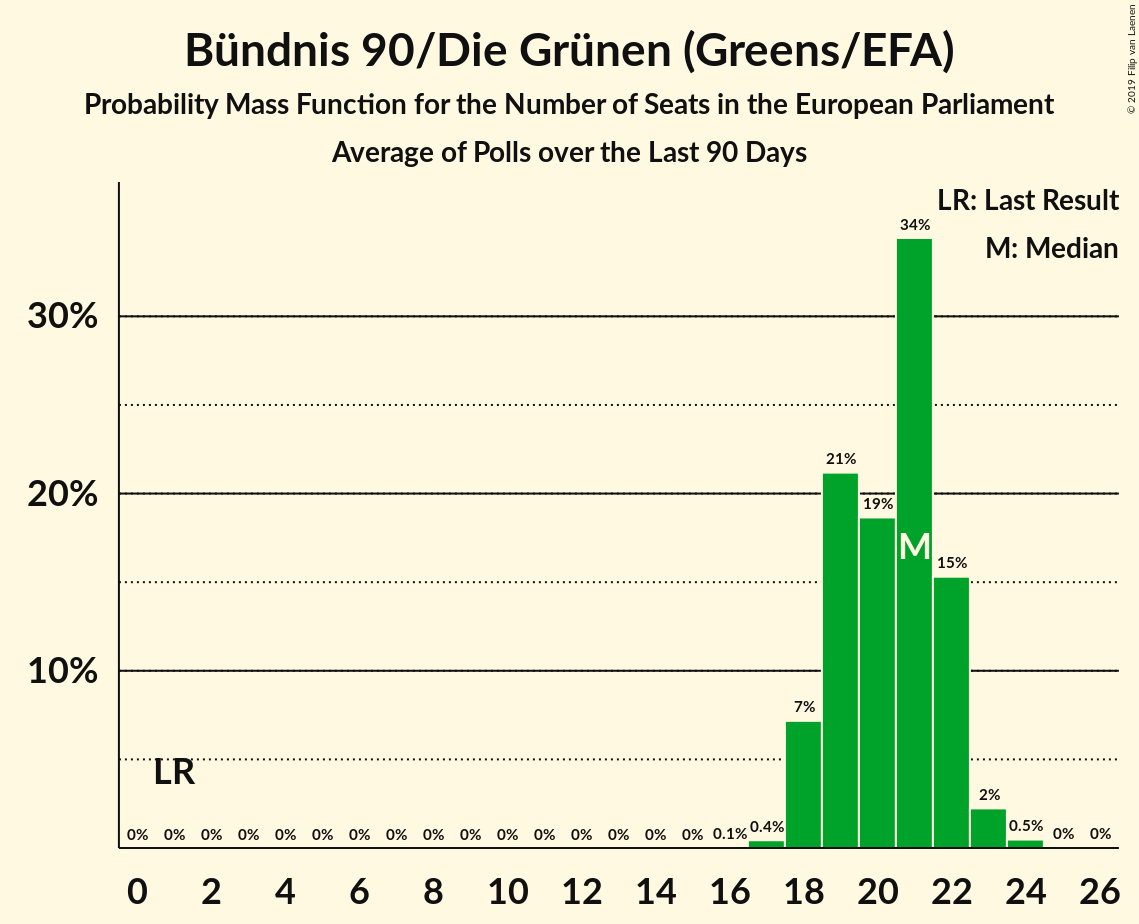 Bündnis 90/Die Grünen (Greens/EFA)
Probability Mass Function for the Number of Seats in the European Parliament
Average of Polls over the Last 90 Days
© 2019 Filip van Laenen
LR: Last Result
M: Median
34%
30%
21%
20%
19%
M
15%
10%
7%
LR
2%
0% 0% 0% 0% 0% 0% 0% 0% 0% 0% 0% 0% 0% 0% 0% 0% 0.1% 0.4% 0.5% 0% 0%
0 2 4 6 8 10 12 14 16 18 20 22 24 26